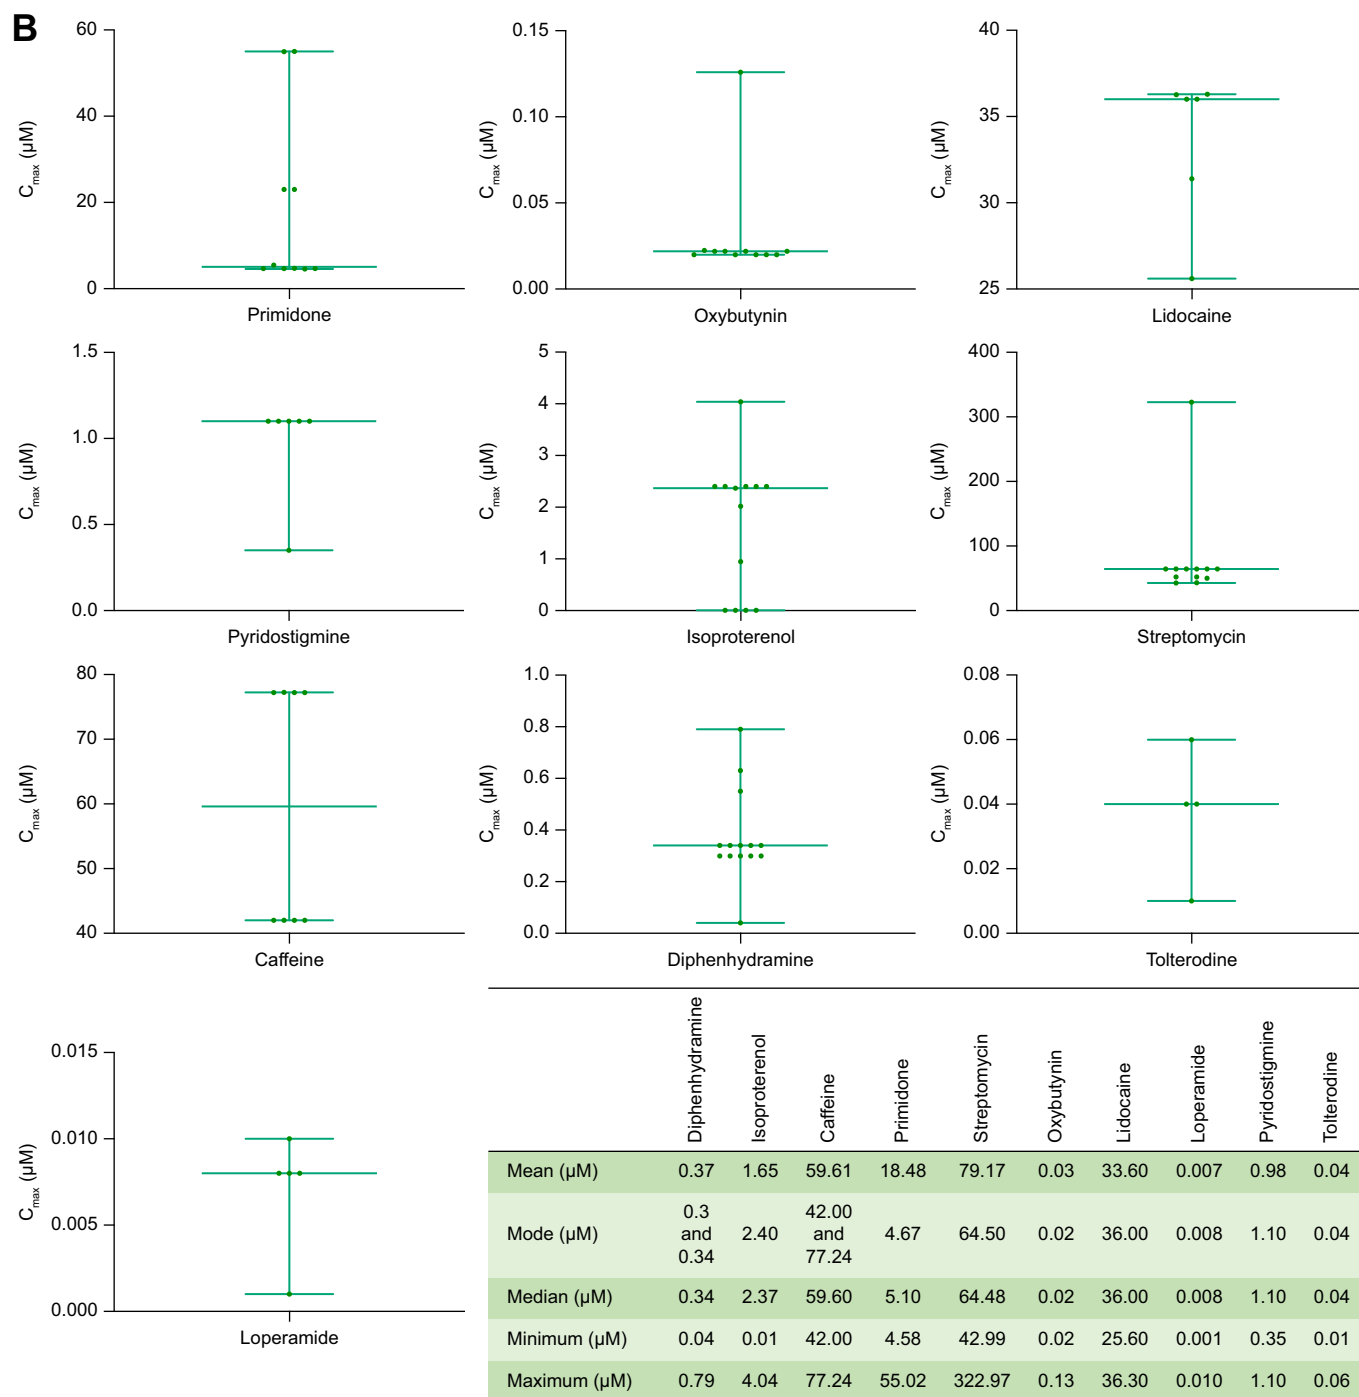 B
60
40
20
0
C_max (µM)
Primidone
0.15
0.10
0.05
0.00
C_max (µM)
Oxybutynin
40
35
30
25
C_max (µM)
Lidocaine
1.5
1.0
0.5
0.0
C_max (µM)
Pyridostigmine
5
4
3
2
1
0
C_max (µM)
Isoproterenol
400
300
200
100
0
C_max (µM)
Streptomycin
80
70
60
50
40
C_max (µM)
Caffeine
1.0
0.8
0.6
0.4
0.2
0.0
C_max (µM)
Diphenhydramine
0.08
0.06
0.04
0.02
0.00
C_max (µM)
Tolterodine
0.015
0.010
0.005
0.000
C_max (µM)
Loperamide
Diphenhydramine Isoproterenol Caffeine Primidone Streptomycin Oxybutynin Lidocaine Loperamide Pyridostigmine Tolterodine
Mean (µM) 0.37 1.65 59.61 18.48 79.17 0.03 33.60 0.007 0.98 0.04
Mode (µM) 0.3 and 0.34 2.40 42.00 and 77.24 4.67 64.50 0.02 36.00 0.008 1.10 0.04
Median (µM) 0.34 2.37 59.60 5.10 64.48 0.02 36.00 0.008 1.10 0.04
Minimum (µM) 0.04 0.01 42.00 4.58 42.99 0.02 25.60 0.001 0.35 0.01
Maximum (µM) 0.79 4.04 77.24 55.02 322.97 0.13 36.30 0.010 1.10 0.06